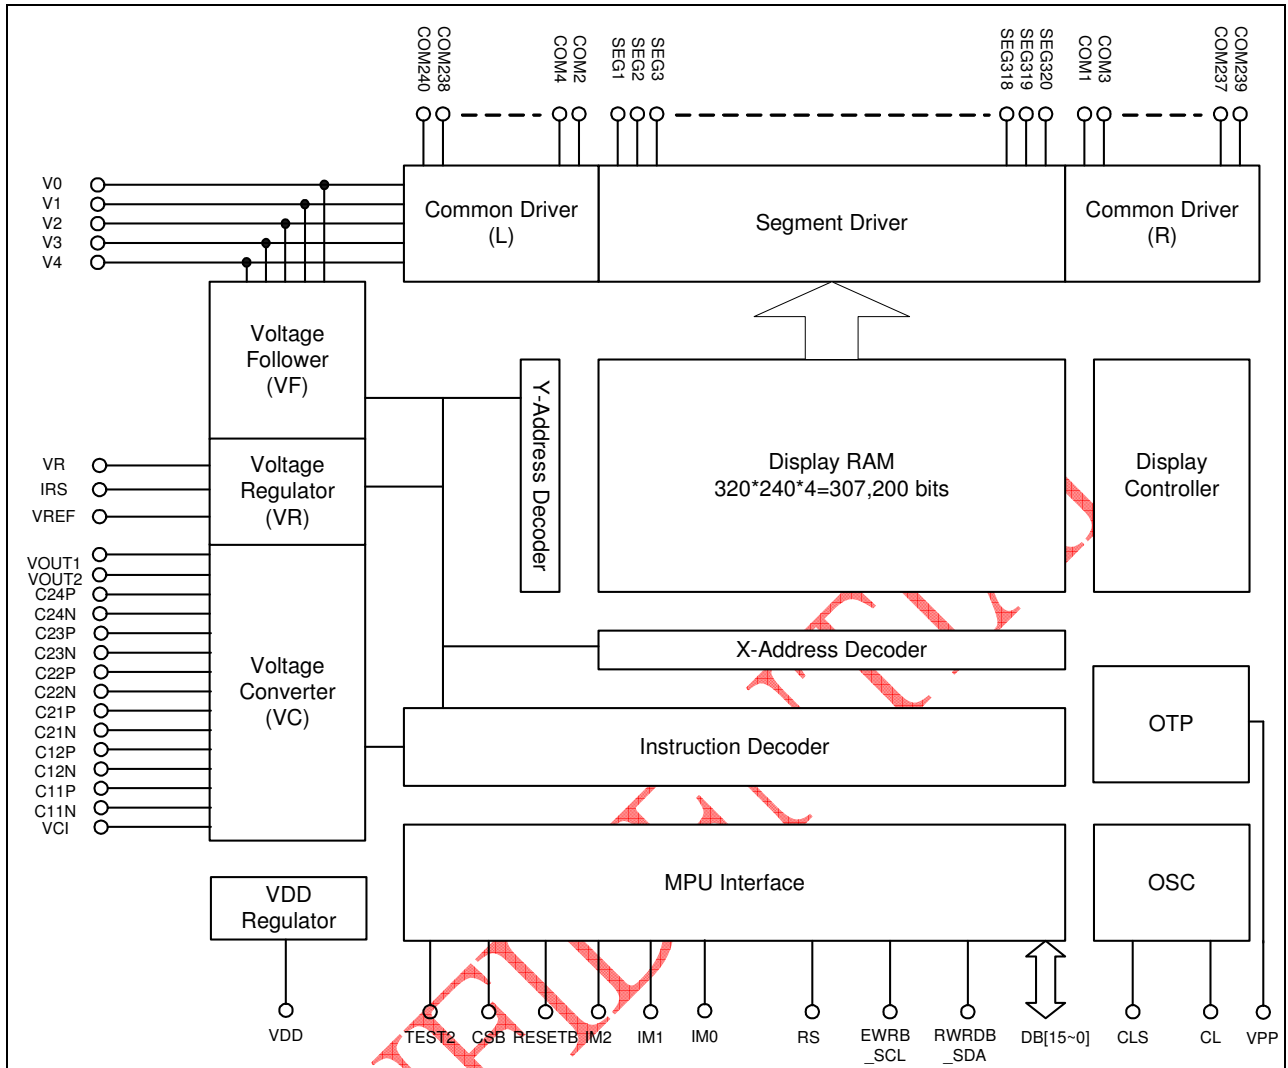 COM240
COM238
COM4
COM2
SEG1
SEG2
SEG3
SEG318
SEG319
SEG320
COM1
COM3
COM237
COM239
V0
V1
V2
V3
V4
Common Driver
(L)
Segment Driver
Common Driver
(R)
Voltage
Follower
(VF)
Y-Address Decoder
Display RAM
320*240*4=307,200 bits
Display
Controller
VR
IRS
VREF
Voltage
Regulator
(VR)
VOUT1
VOUT2
C24P
C24N
C23P
C23N
C22P
C22N
C21P
C21N
C12P
C12N
C11P
C11N
VCI
Voltage
Converter
(VC)
X-Address Decoder
Instruction Decoder
OTP
MPU Interface
OSC
VDD
Regulator
VDD
TEST2
CSB
RESETB
IM2
IM1
IM0
RS
EWRB
_SCL
RWRDB
_SDA
DB[15~0]
CLS
CL
VPP